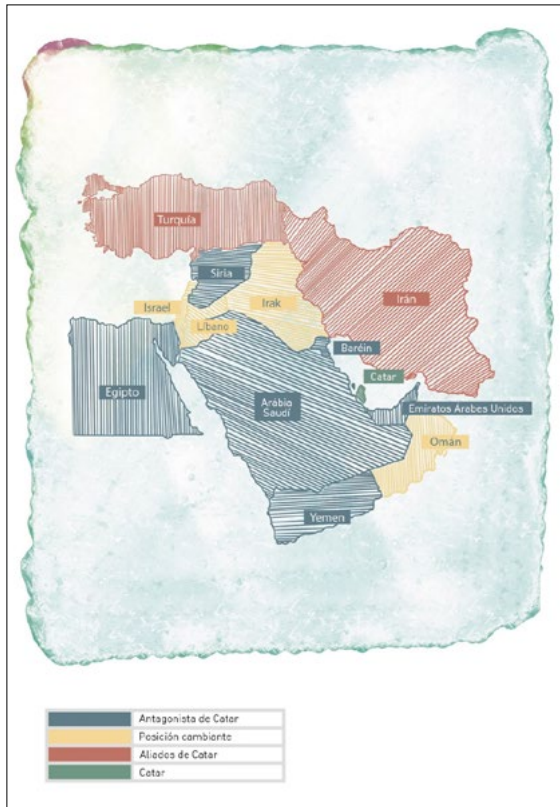 Turquía
Siria
Irak
Irán
Israel
Líbano
Baréin
Catar
Egipto
Arábia
Saudí
Emiratos Árabes Unidos
Omán
Yemen
Antagonista de Catar
Posición cambiante
Aliados de Catar
Catar